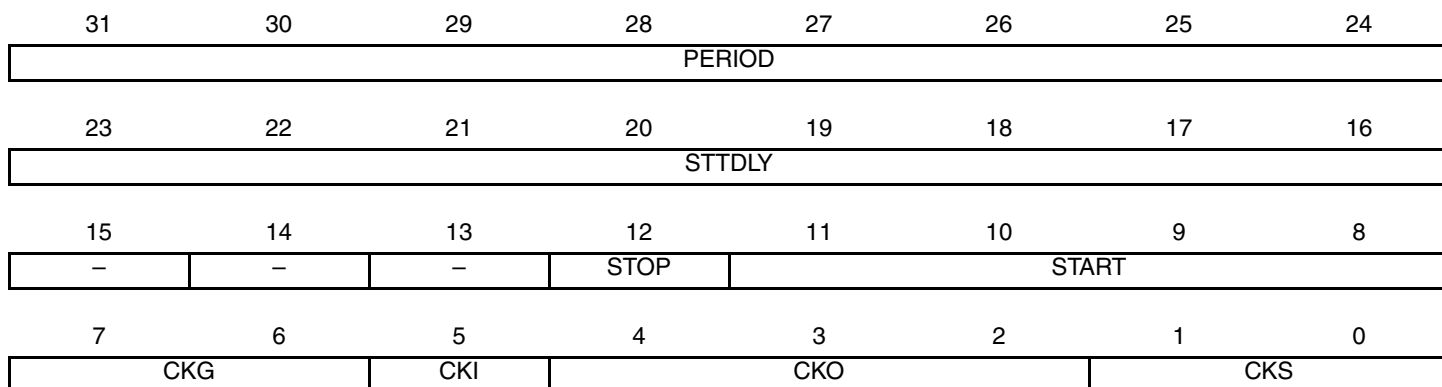 31 30 29 28 27 26 25 24
PERIOD
23 22 21 20 19 18 17 16
STTDLY
15 14 13 12 11 10 9 8
– – – STOP START
7 6 5 4 3 2 1 0
CKG CKI CKO CKS